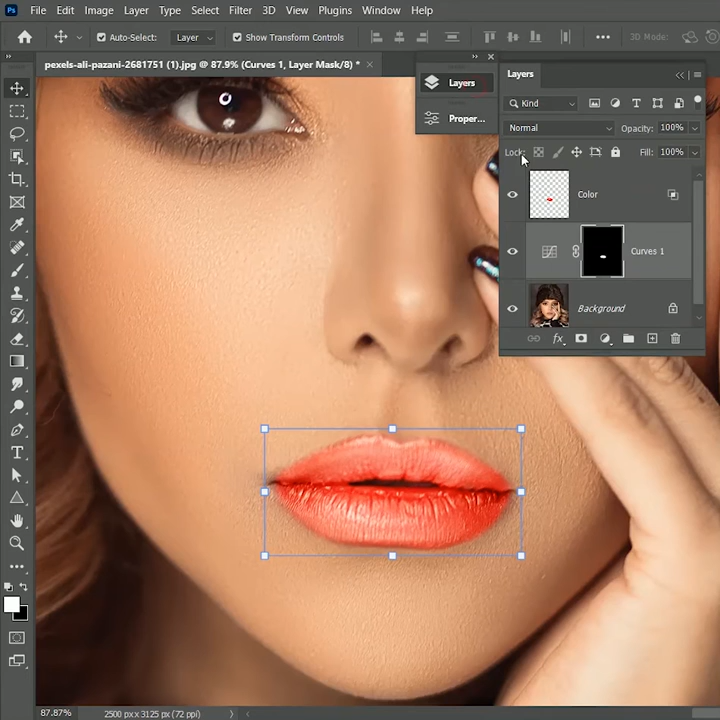 Ps File Edit Image Layer Type Select Filter 3D View Plugins Window Help
Auto-Select: Layer Show Transform Controls 3D Mode:
pexels-ali-pazani-2681751 (1).jpg @ 87.9% (Curves 1, Layer Mask/8) *
Layers
Proper...
Layers
Kind
Normal Opacity: 100%
Lock: Fill: 100%
Color
Curves 1
Background
fx
T
87.87% 2500 px x 3125 px (72 ppi)